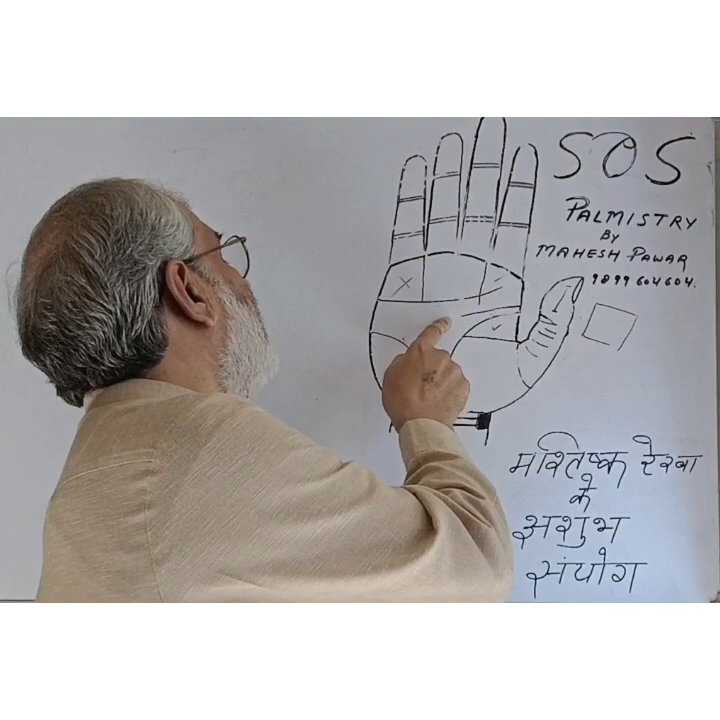 SOS
PALMISTRY
BY
MAHESH PAWAR
9899604604.
मस्तिष्क रेखा
के
अशुभ
संयोग